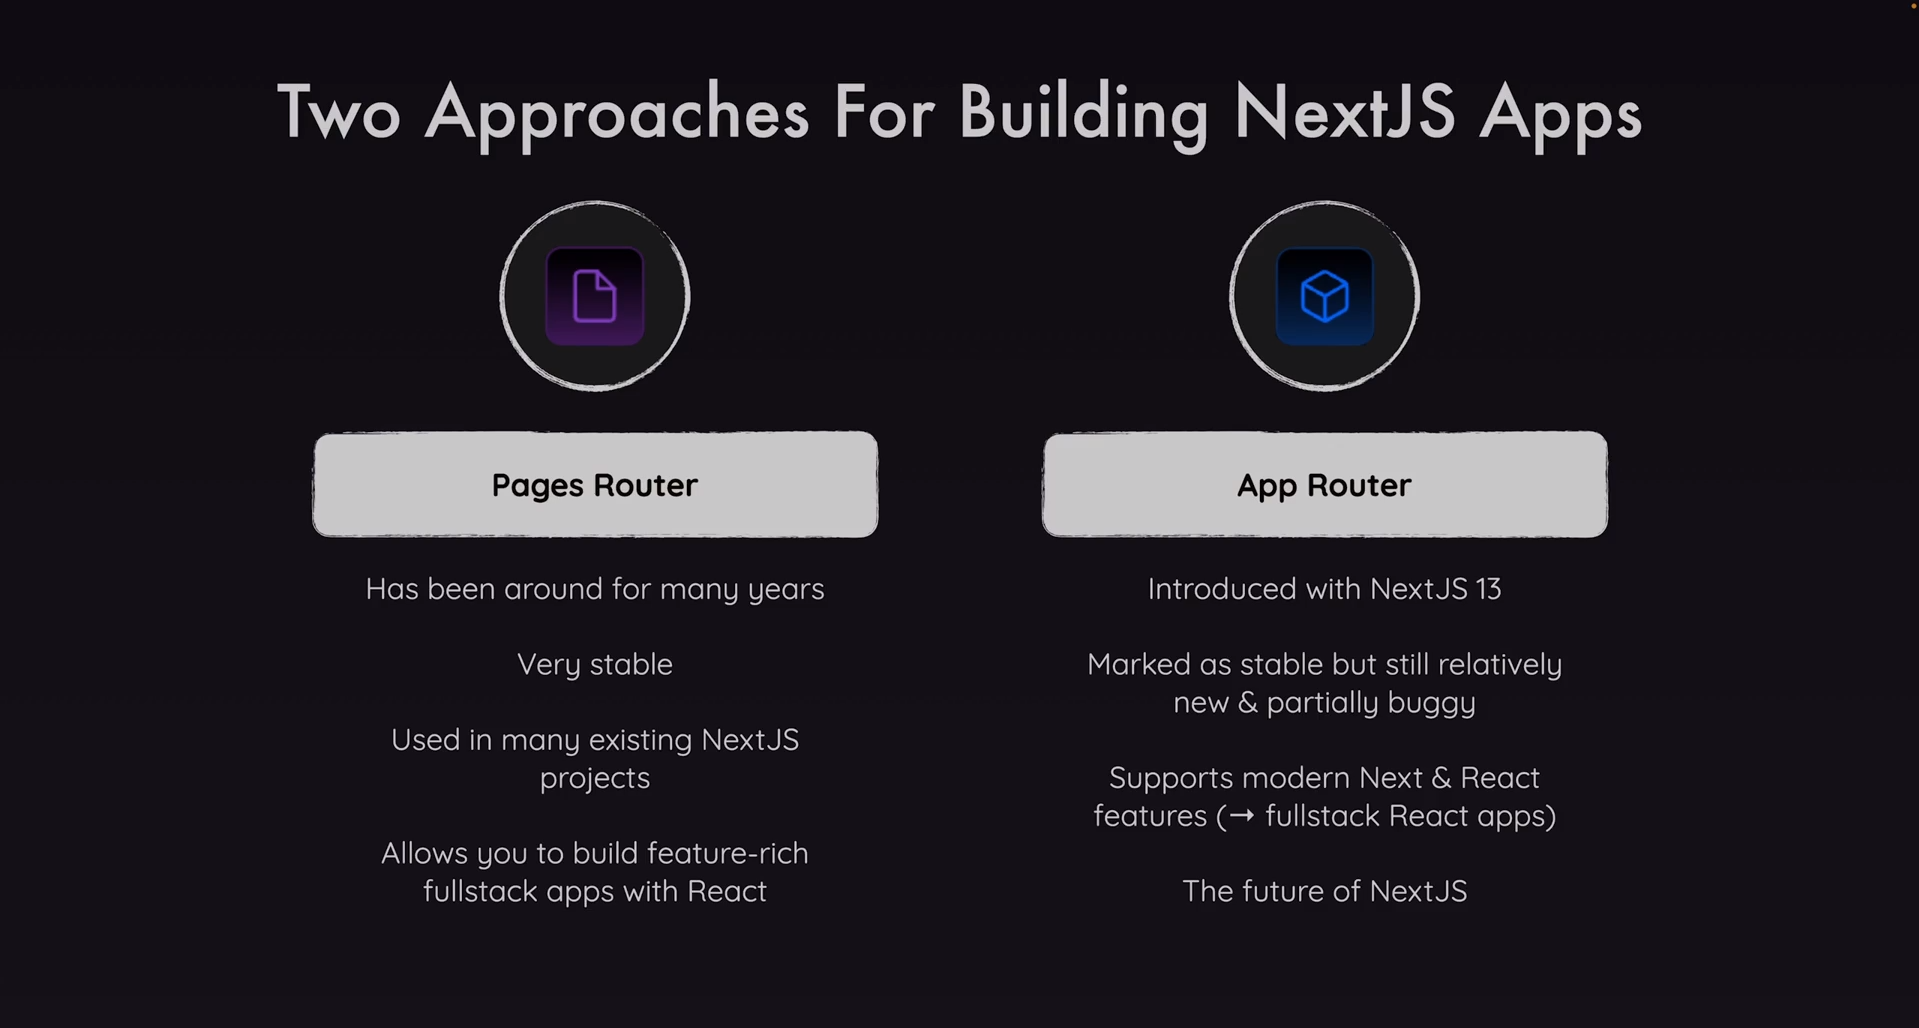 Two Approaches For Building NextJS Apps
Pages Router
Has been around for many years
Very stable
Used in many existing NextJS
projects
Allows you to build feature-rich
fullstack apps with React
App Router
Introduced with NextJS 13
Marked as stable but still relatively
new & partially buggy
Supports modern Next & React
features (→ fullstack React apps)
The future of NextJS